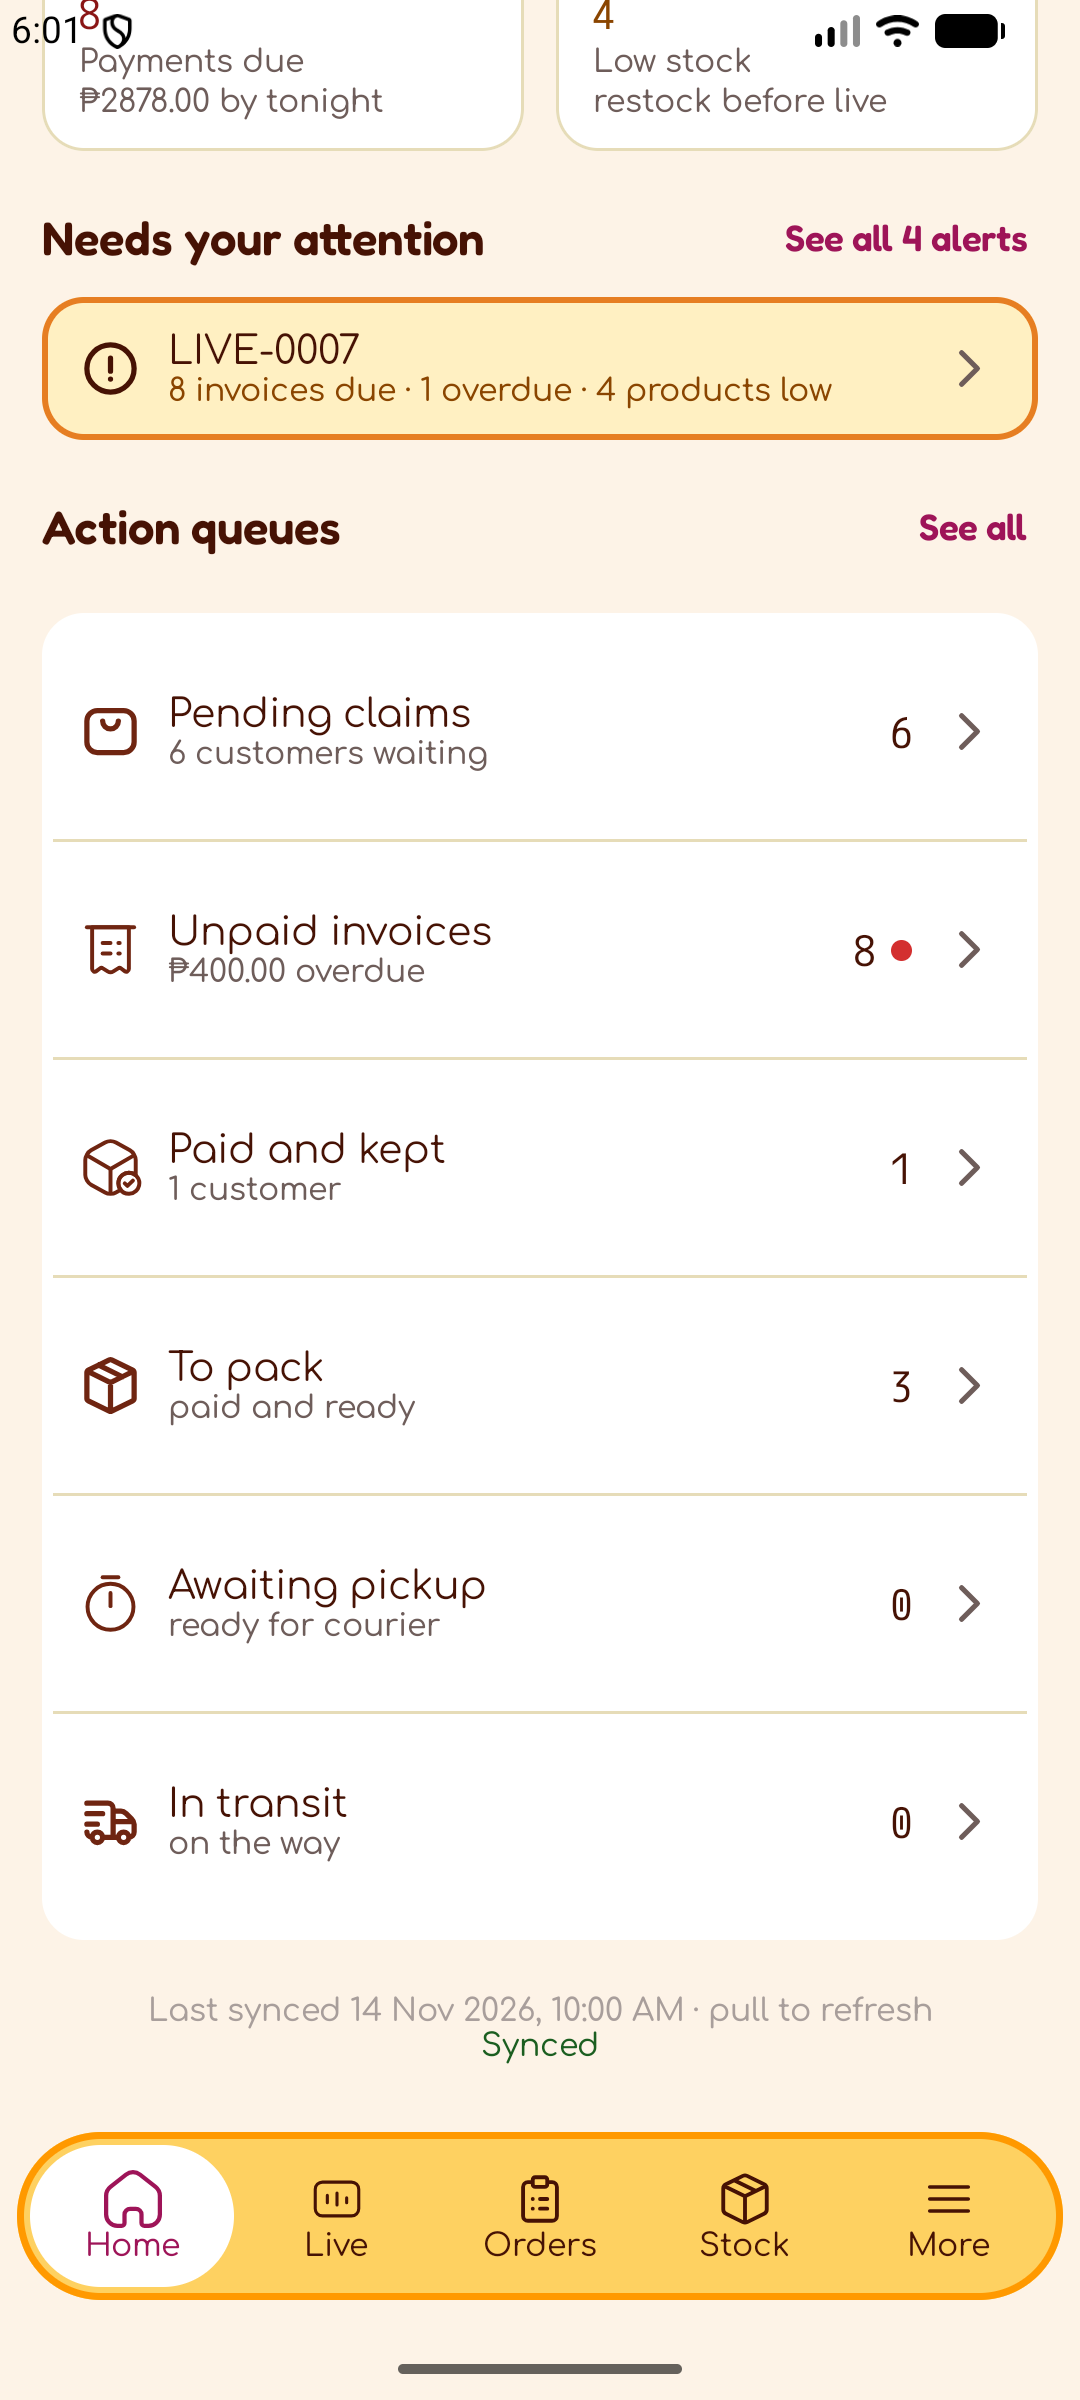 6:01
8
4
Payments due
Low stock
₱2878.00 by tonight
restock before live
Needs your attention
See all 4 alerts
LIVE-0007
8 invoices due · 1 overdue · 4 products low
Action queues
See all
Pending claims
6 customers waiting
6
Unpaid invoices
₱400.00 overdue
8
Paid and kept
1 customer
1
To pack
paid and ready
3
Awaiting pickup
ready for courier
0
In transit
on the way
0
Last synced 14 Nov 2026, 10:00 AM · pull to refresh
Synced
Home
Live
Orders
Stock
More